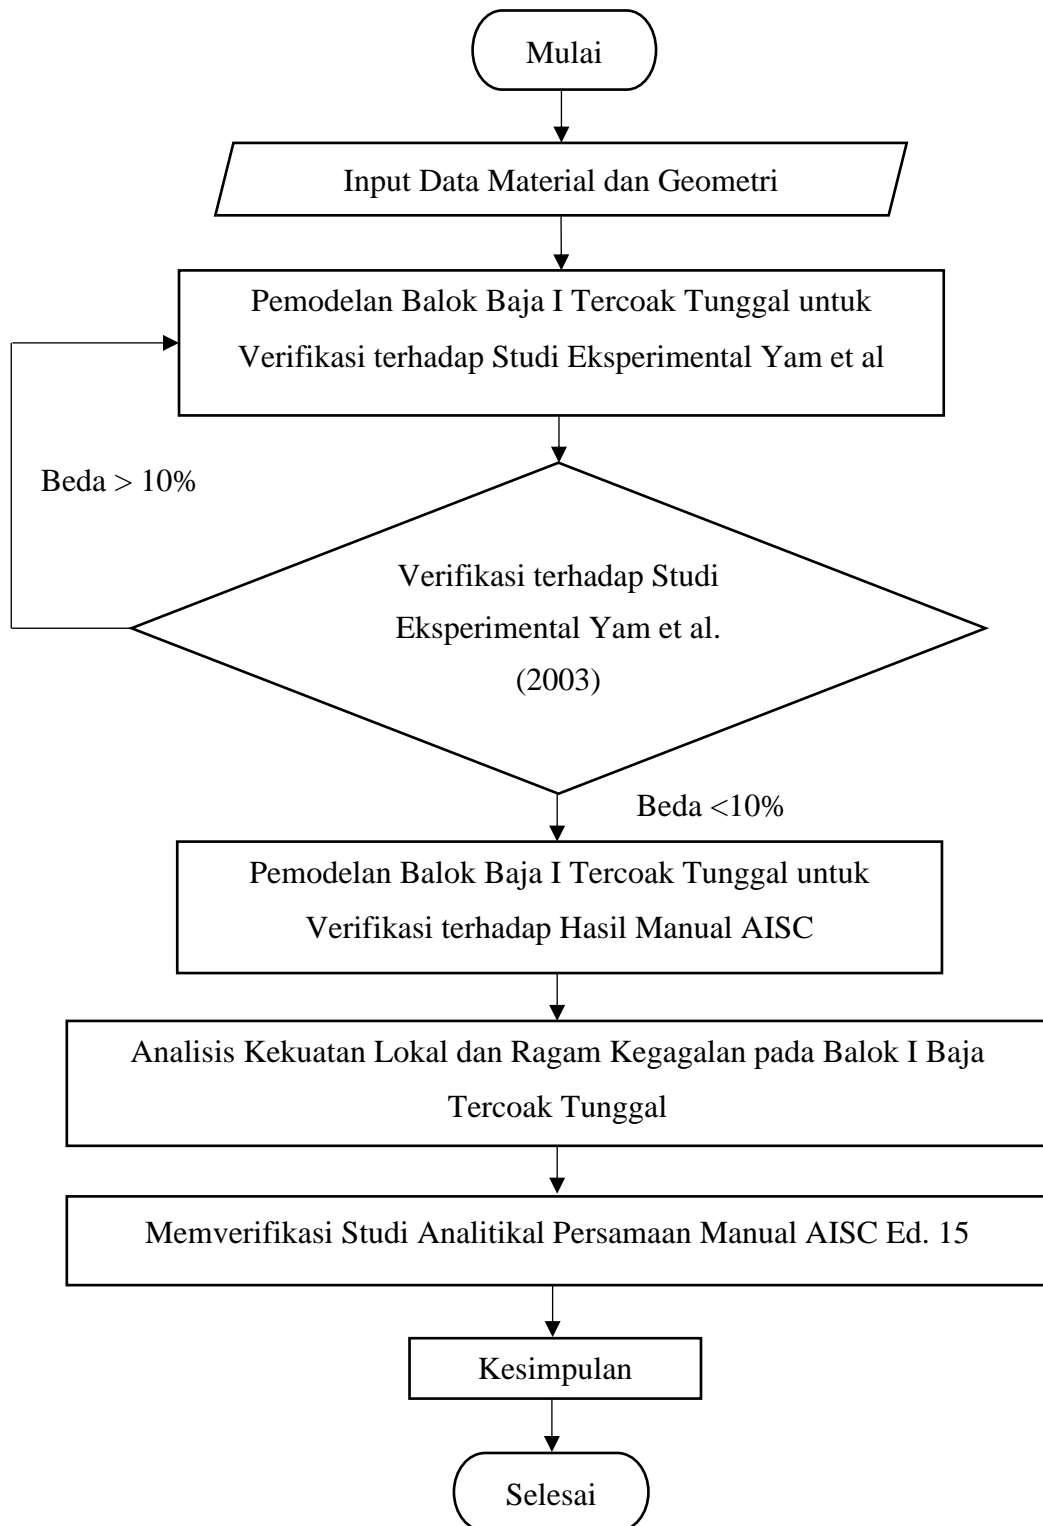 Mulai
Input Data Material dan Geometri
Pemodelan Balok Baja I Tercoak Tunggal untuk
Verifikasi terhadap Studi Eksperimental Yam et al
Beda > 10%
Verifikasi terhadap Studi
Eksperimental Yam et al.
(2003)
Beda <10%
Pemodelan Balok Baja I Tercoak Tunggal untuk
Verifikasi terhadap Hasil Manual AISC
Analisis Kekuatan Lokal dan Ragam Kegagalan pada Balok I Baja
Tercoak Tunggal
Memverifikasi Studi Analitikal Persamaan Manual AISC Ed. 15
Kesimpulan
Selesai